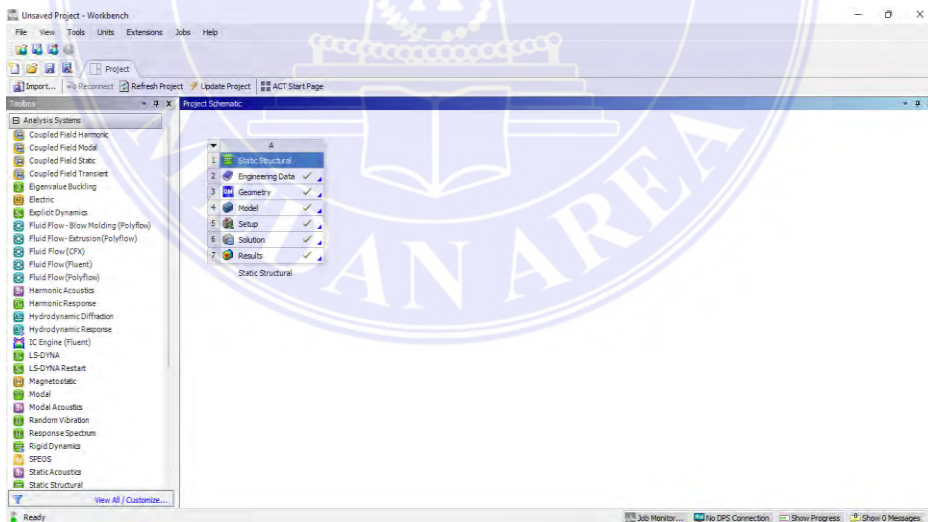 Unsaved Project - Workbench
File View Tools Units Extensions Jobs Help
Project
Import... Reconnect Refresh Project Update Project ACT Start Page
Toolbox
Project Schematic
Analysis Systems
Coupled Field Harmonic
Coupled Field Modal
Coupled Field Static
Coupled Field Transient
Eigenvalue Buckling
Electric
Explicit Dynamics
Fluid Flow - Blow Molding (Polyflow)
Fluid Flow - Extrusion (Polyflow)
Fluid Flow (CFX)
Fluid Flow (Fluent)
Fluid Flow (Polyflow)
Harmonic Acoustics
Harmonic Response
Hydrodynamic Diffraction
Hydrodynamic Response
IC Engine (Fluent)
LS-DYNA
LS-DYNA Restart
Magnetostatic
Modal
Modal Acoustics
Random Vibration
Response Spectrum
Rigid Dynamics
SPEOS
Static Acoustics
Static Structural
View All / Customize...
A
1 Static Structural
2 Engineering Data
3 Geometry
4 Model
5 Setup
6 Solution
7 Results
Static Structural
MEDAN AREA
Ready
Job Monitor... No DPS Connection Show Progress Show 0 Messages